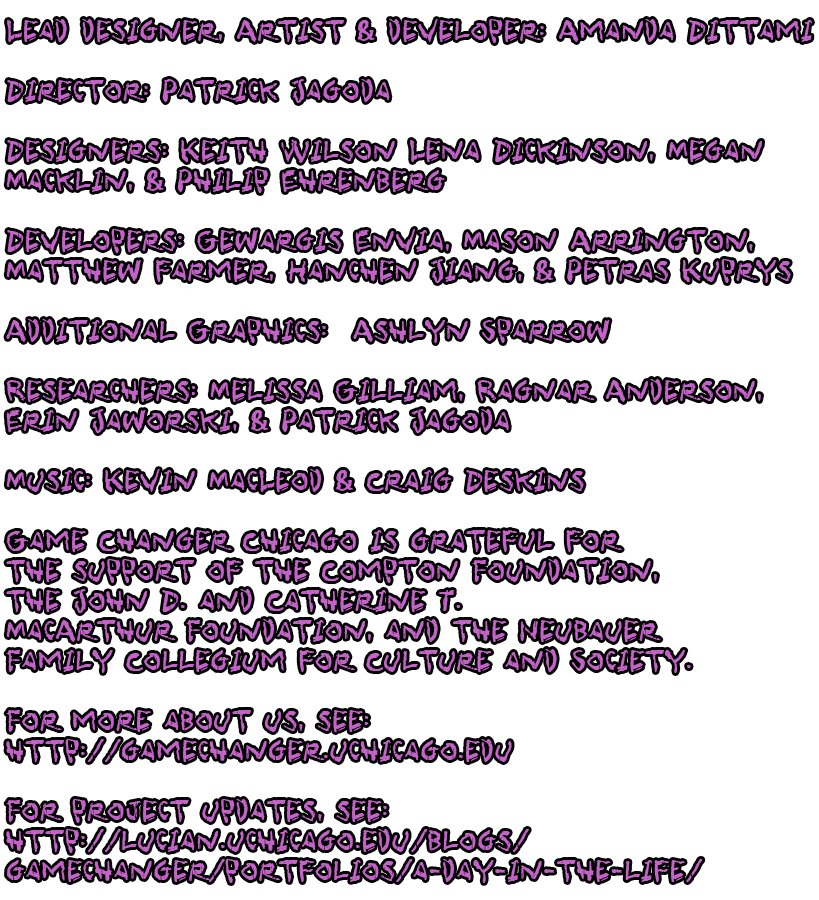 LEAD DESIGNER, ARTIST & DEVELOPER: AMANDA DITTAMI
DIRECTOR: PATRICK JAGODA
DESIGNERS: KEITH WILSON LENA DICKINSON, MEGAN
MACKLIN, & PHILIP EHRENBERG
DEVELOPERS: GEWARGIS ENVIA, MASON ARRINGTON,
MATTHEW FARMER, HANCHEN JIANG, & PETRAS KUPRYS
ADDITIONAL GRAPHICS: ASHLYN SPARROW
RESEARCHERS: MELISSA GILLIAM, RAGNAR ANDERSON,
ERIN JAWORSKI, & PATRICK JAGODA
MUSIC: KEVIN MACLEOD & CRAIG DESKINS
GAME CHANGER CHICAGO IS GRATEFUL FOR
THE SUPPORT OF THE COMPTON FOUNDATION,
THE JOHN D. AND CATHERINE T.
MACARTHUR FOUNDATION, AND THE NEUBAUER
FAMILY COLLEGIUM FOR CULTURE AND SOCIETY.
FOR MORE ABOUT US, SEE:
HTTP://GAMECHANGER.UCHICAGO.EDU
FOR PROJECT UPDATES, SEE:
HTTP://LUCIAN.UCHICAGO.EDU/BLOGS/
GAMECHANGER/PORTFOLIOS/A-DAY-IN-THE-LIFE/